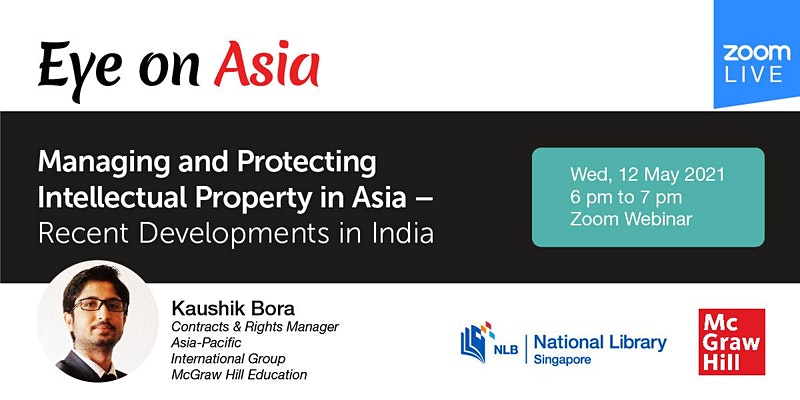 Eye on Asia
zoom
LIVE
Managing and Protecting
Intellectual Property in Asia –
Recent Developments in India
Wed, 12 May 2021
6 pm to 7 pm
Zoom Webinar
Kaushik Bora
Contracts & Rights Manager
Asia-Pacific
International Group
McGraw Hill Education
NLB
National Library
Singapore
Mc
Graw
Hill